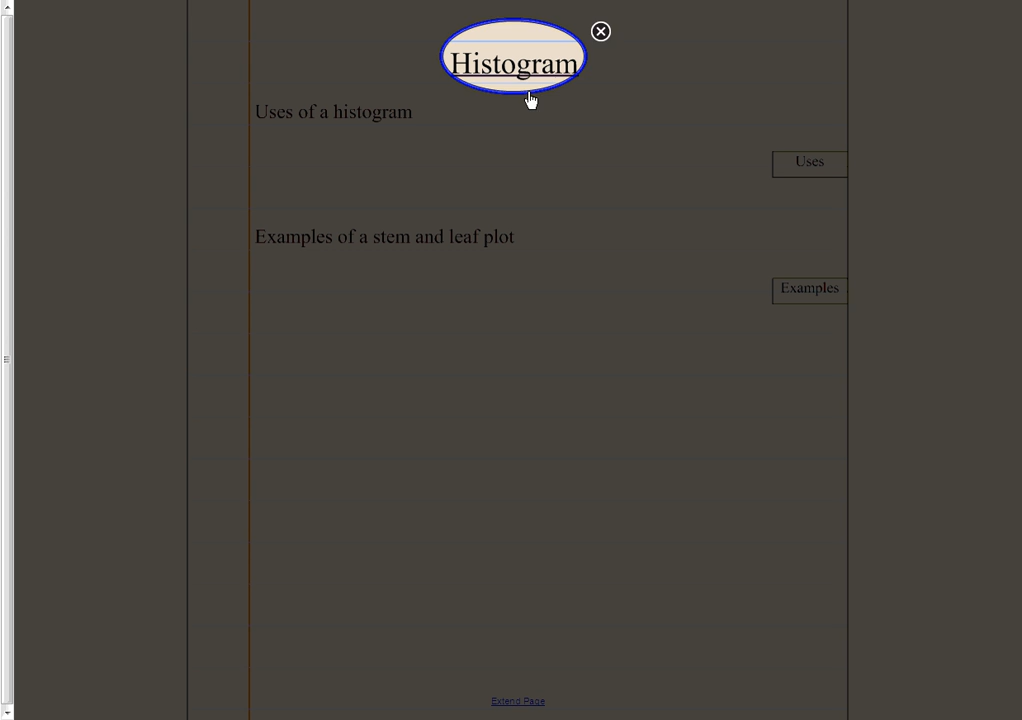 Histogram
Uses of a histogram
Uses
Examples of a stem and leaf plot
Examples
Extend Page